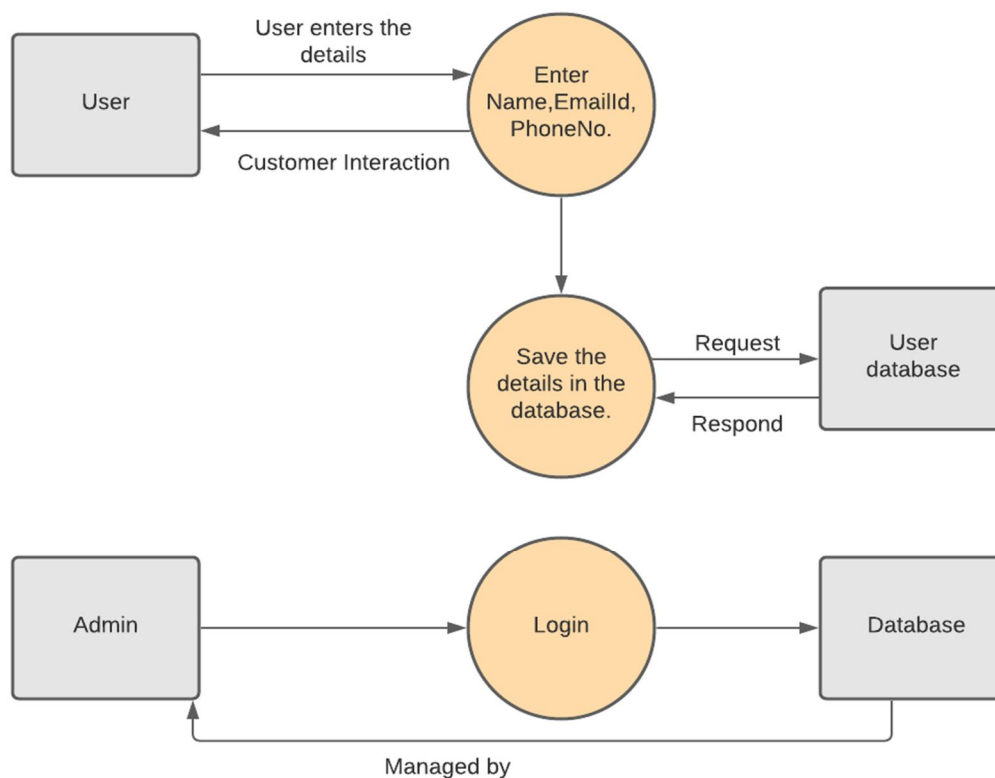 User enters the
details
User
Enter
Name,EmailId,
PhoneNo.
Customer Interaction
Save the
details in the
database.
Request
Respond
User
database
Admin
Login
Database
Managed by